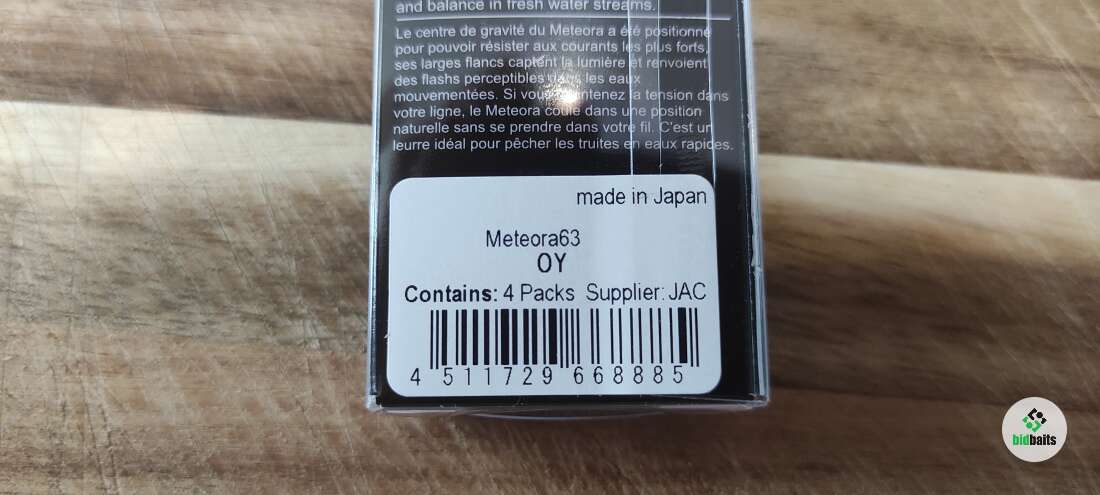 and balance in fresh water streams.
Le centre de gravité du Meteora a été positionné
pour pouvoir résister aux courants les plus forts,
ses larges flancs captent la lumière et renvoient
des flashs perceptibles dans les eaux
mouvementées. Si vous maintenez la tension dans
votre ligne, le Meteora coule dans une position
naturelle sans se prendre dans votre fil. C'est un
leurre idéal pour pêcher les truites en eaux rapides.
made in Japan
Meteora63
OY
Contains: 4 Packs Supplier: JAC
4 511729 668885
bidbaits